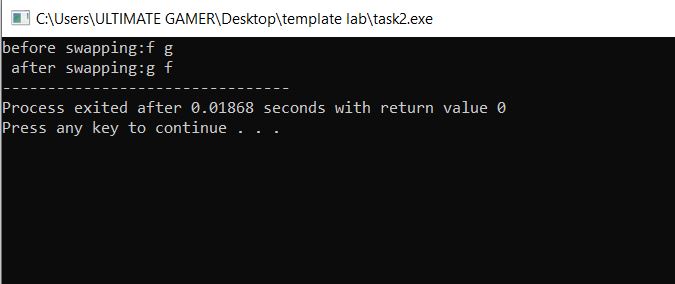 C:\Users\ULTIMATE GAMER\Desktop\template lab\task2.exe
before swapping:f g
 after swapping:g f
--------------------------------
Process exited after 0.01868 seconds with return value 0
Press any key to continue . . .